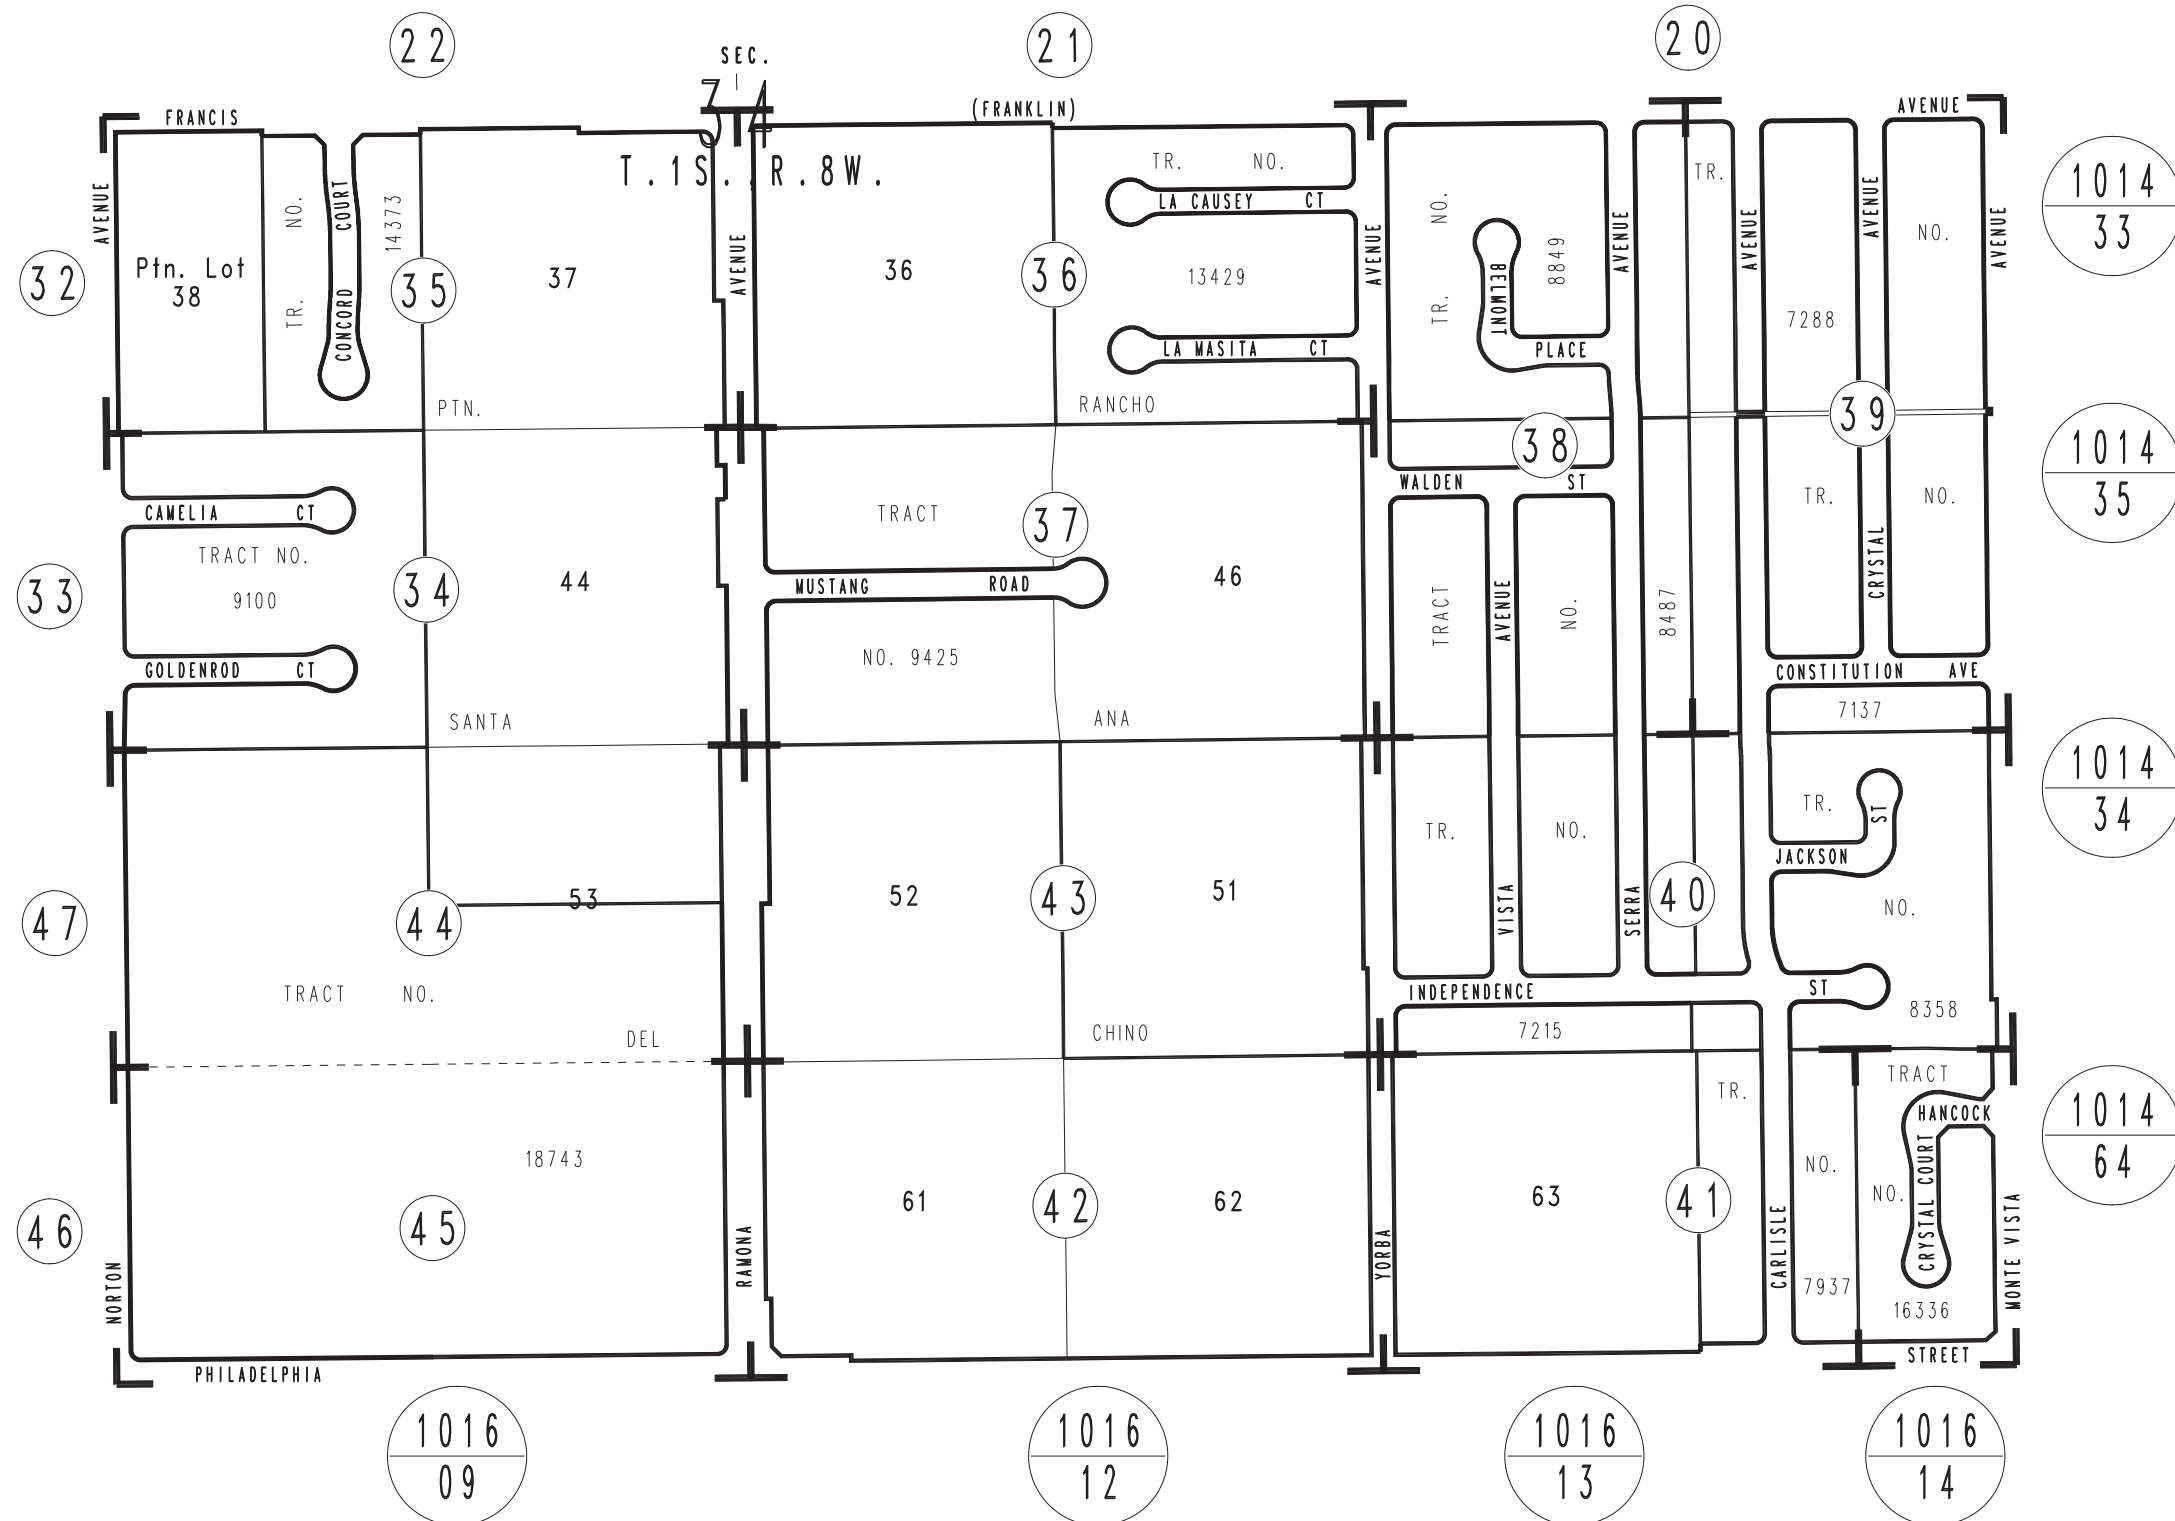 22
21
20
SEC.
3 4
T.1S., R.8W.
FRANCIS
(FRANKLIN)
AVENUE
AVENUE
Ptn. Lot
38
TR. NO.
14373
CONCORD COURT
35
37
AVENUE
36
36
TR. NO.
LA CAUSEY CT
13429
LA MASITA CT
AVENUE
TR. NO.
8849
BELMONT
PLACE
AVENUE
TR.
AVENUE
7288
AVENUE
NO.
AVENUE
1014
33
32
PTN.
RANCHO
38
39
1014
35
WALDEN ST
CAMELIA CT
TRACT NO.
9100
GOLDENROD CT
33
34
44
TRACT
37
MUSTANG ROAD
46
NO. 9425
TRACT
AVENUE
NO.
8487
TR.
CRYSTAL
NO.
CONSTITUTION AVE
7137
SANTA
ANA
1014
34
TR.
ST
JACKSON
TR.
NO.
47
44
53
52
43
51
VISTA
SERRA
40
NO.
TRACT NO.
INDEPENDENCE
ST
8358
DEL
CHINO
7215
TRACT
HANCOCK
TR.
1014
64
18743
NO.
NO.
CRYSTAL COURT
46
45
61
42
62
63
41
NORTON
RAMONA
YORBA
CARLISLE
7937
16336
MONTE VISTA
PHILADELPHIA
STREET
1016
09
1016
12
1016
13
1016
14